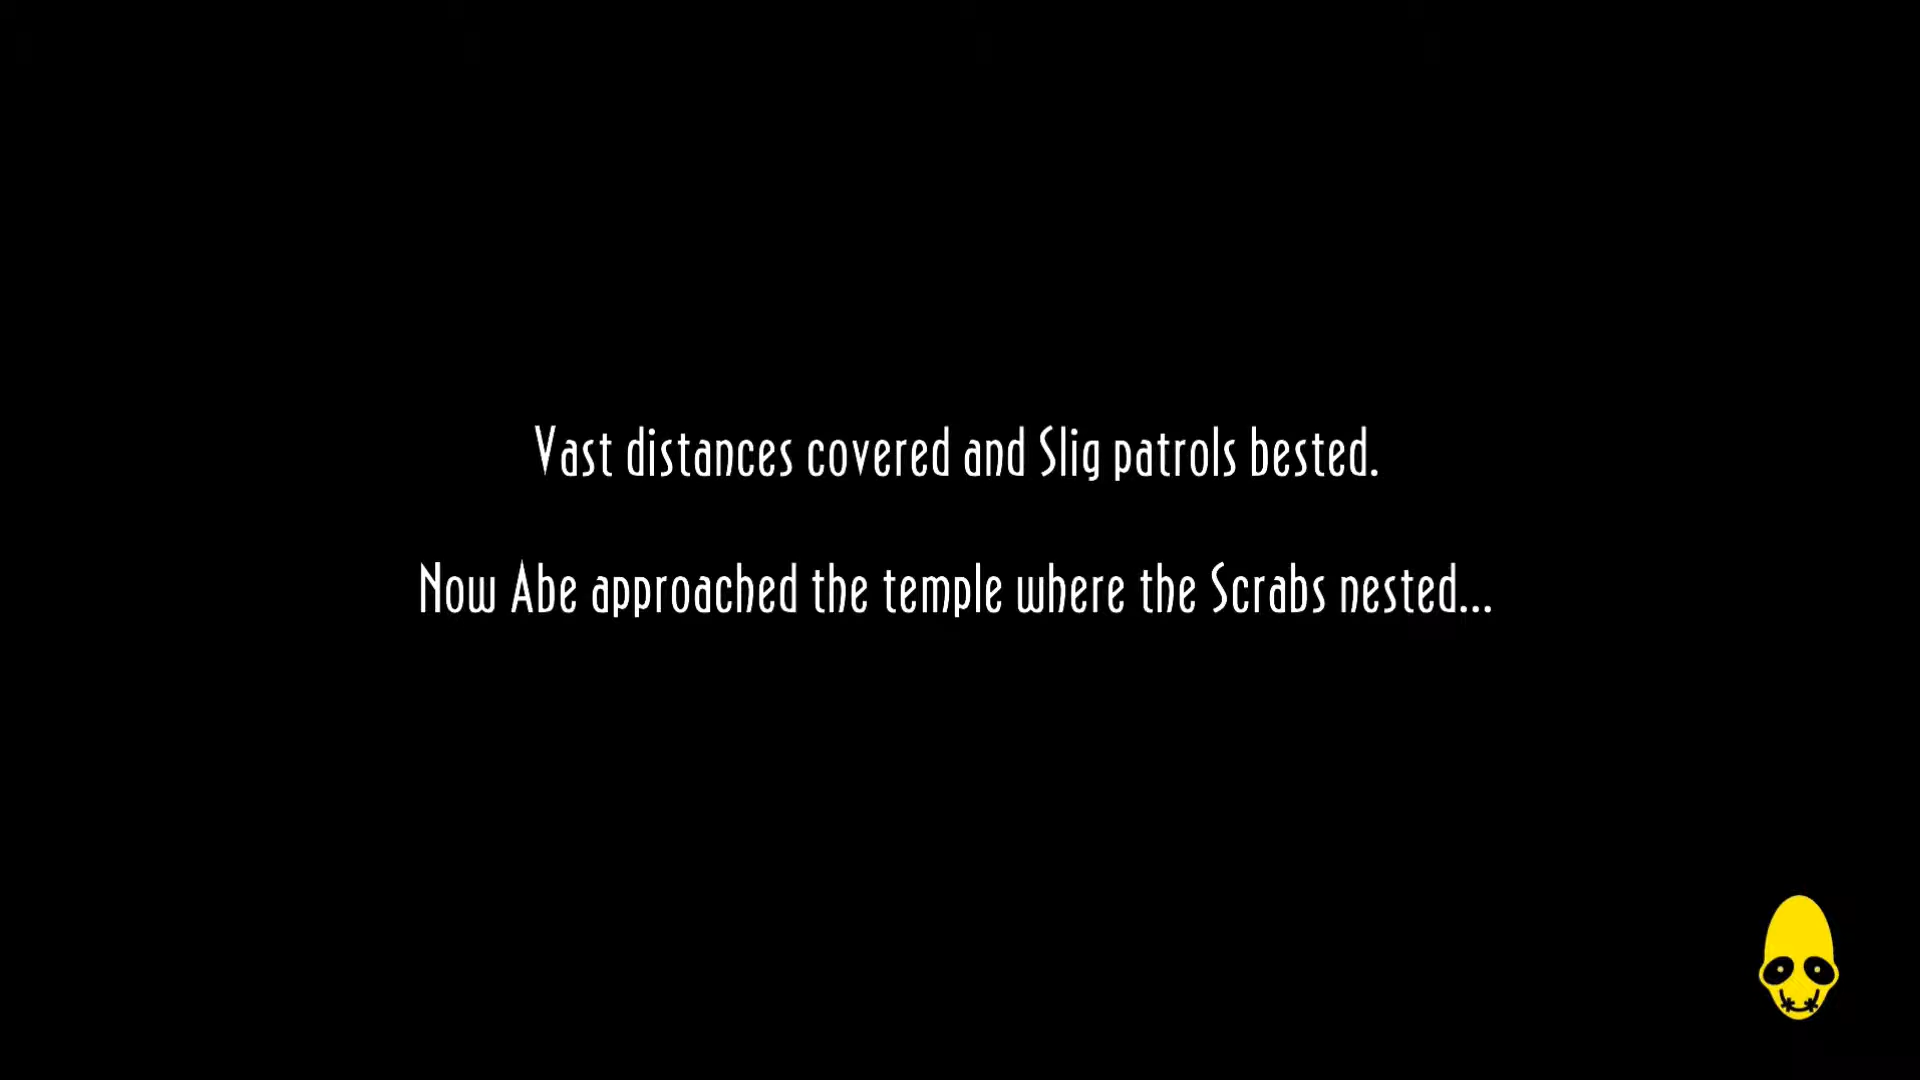 Vast distances covered and Slig patrols bested.
Now Abe approached the temple where the Scrabs nested...